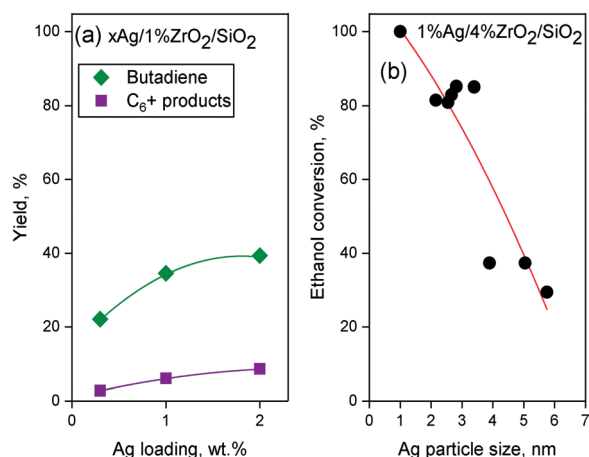 (a) xAg/1%ZrO₂/SiO₂
Butadiene
C₆+ products
Yield, %
100
80
60
40
20
0
0 1 2
Ag loading, wt.%
1%Ag/4%ZrO₂/SiO₂
(b)
Ethanol conversion, %
100
80
60
40
20
0
0 1 2 3 4 5 6 7
Ag particle size, nm